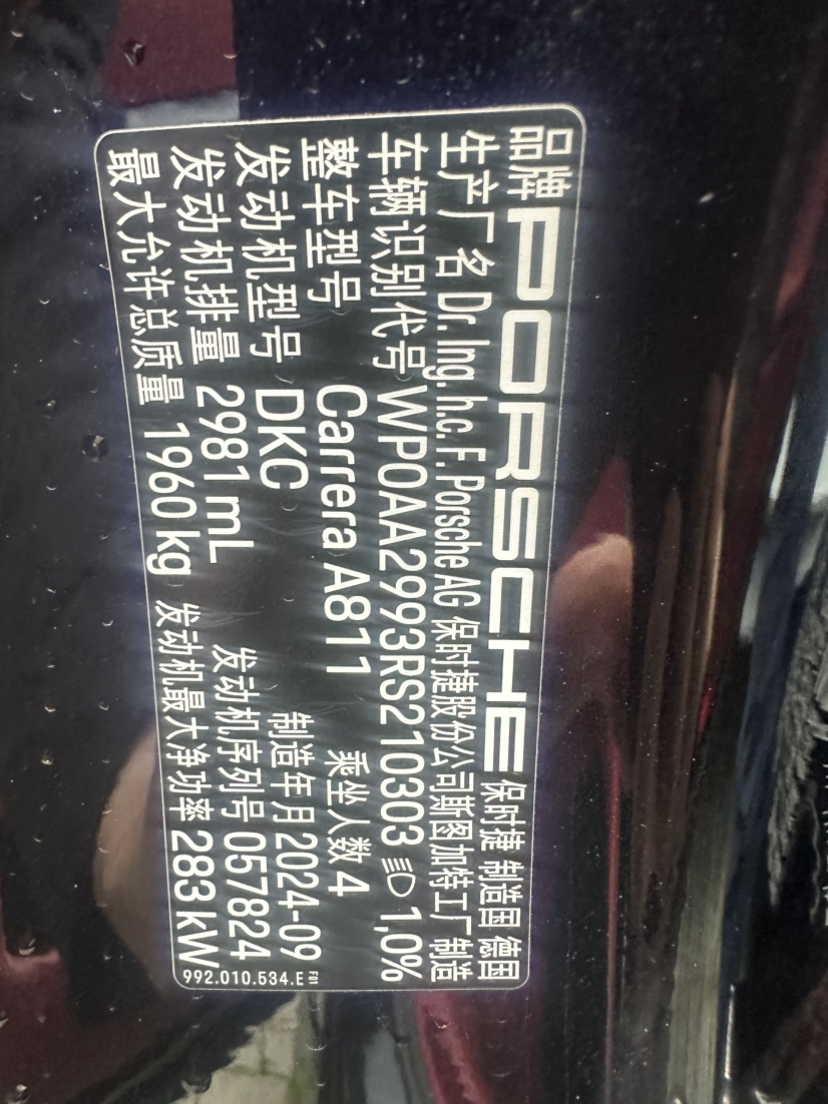 品牌 PORSCHE 保时捷 制造国 德国
生产厂名 Dr. Ing. h.c. F. Porsche AG 保时捷股份公司斯图加特工厂制造
车辆识别代号 WP0AA2993RS210303 1,0%
整车型号 Carrera A811 乘坐人数 4
发动机型号 DKC 制造年月 2024-09
发动机排量 2981 mL 发动机序列号 057824
最大允许总质量 1960 kg 发动机最大净功率 283 kW
992.010.534.E F01